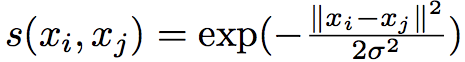 s(x_i, x_j) = exp(−‖x_i−x_j‖²/2σ²)